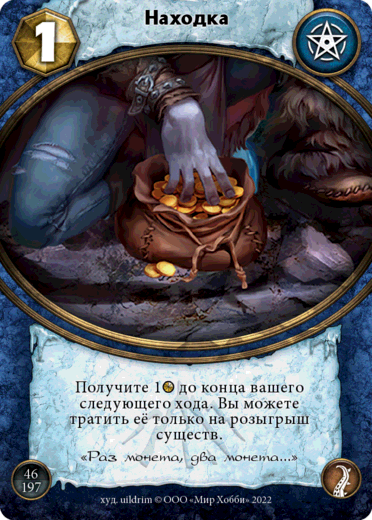 Находка
1
Получите 1 до конца вашего
следующего хода. Вы можете
тратить её только на розыгрыш
существ.
«Раз монета, два монета...»
46
197
худ. uildrim © ООО «Мир Хобби» 2022